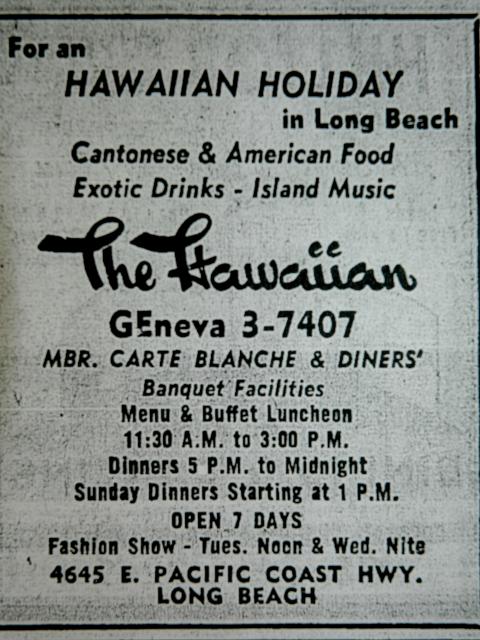 For an
HAWAIIAN HOLIDAY
in Long Beach
Cantonese & American Food
Exotic Drinks - Island Music
The Hawaiian
GEneva 3-7407
MBR. CARTE BLANCHE & DINERS'
Banquet Facilities
Menu & Buffet Luncheon
11:30 A.M. to 3:00 P.M.
Dinners 5 P.M. to Midnight
Sunday Dinners Starting at 1 P.M.
OPEN 7 DAYS
Fashion Show - Tues. Noon & Wed. Nite
4645 E. PACIFIC COAST HWY.
LONG BEACH